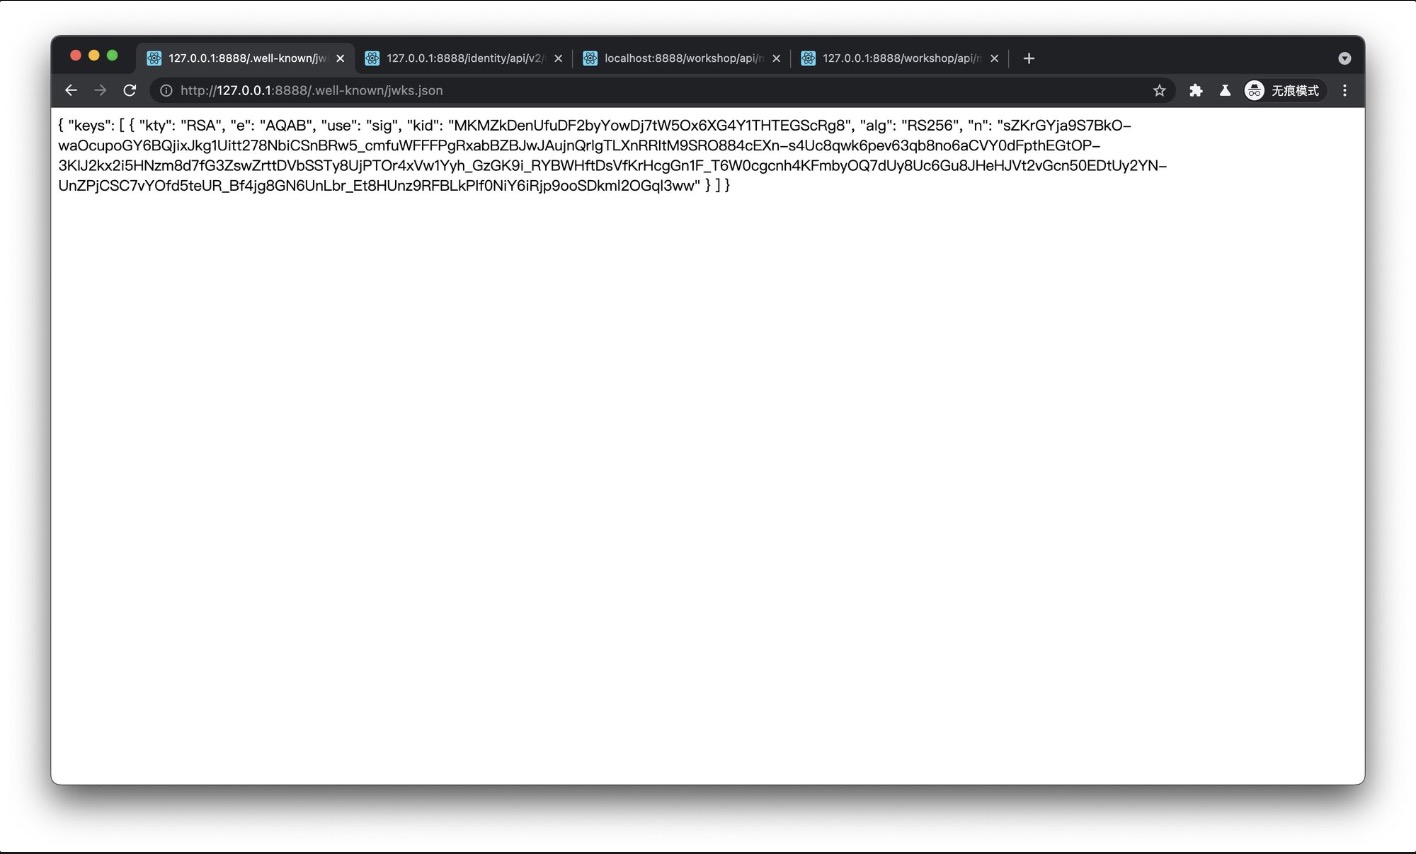 127.0.0.1:8888/.well-known/jw
127.0.0.1:8888/identity/api/v2/
localhost:8888/workshop/api/n
127.0.0.1:8888/workshop/api/n
http://127.0.0.1:8888/.well-known/jwks.json
无痕模式
{ "keys": [ { "kty": "RSA", "e": "AQAB", "use": "sig", "kid": "MKMZkDenUfuDF2byYowDj7tW5Ox6XG4Y1THTEGScRg8", "alg": "RS256", "n": "sZKrGYja9S7BkO-
waOcupoGY6BQjixJkg1Uitt278NbiCSnBRw5_cmfuWFFFPgRxabBZBJwJAujnQrlgTLXnRRItM9SRO884cEXn-s4Uc8qwk6pev63qb8no6aCVY0dFpthEGtOP-
3KlJ2kx2i5HNzm8d7fG3ZswZrttDVbSSTy8UjPTOr4xVw1Yyh_GzGK9i_RYBWHftDsVfKrHcgGn1F_T6W0cgcnh4KFmbyOQ7dUy8Uc6Gu8JHeHJVt2vGcn50EDtUy2YN-
UnZPjCSC7vYOfd5teUR_Bf4jg8GN6UnLbr_Et8HUnz9RFBLkPIf0NiY6iRjp9ooSDkml2OGql3ww" } ] }